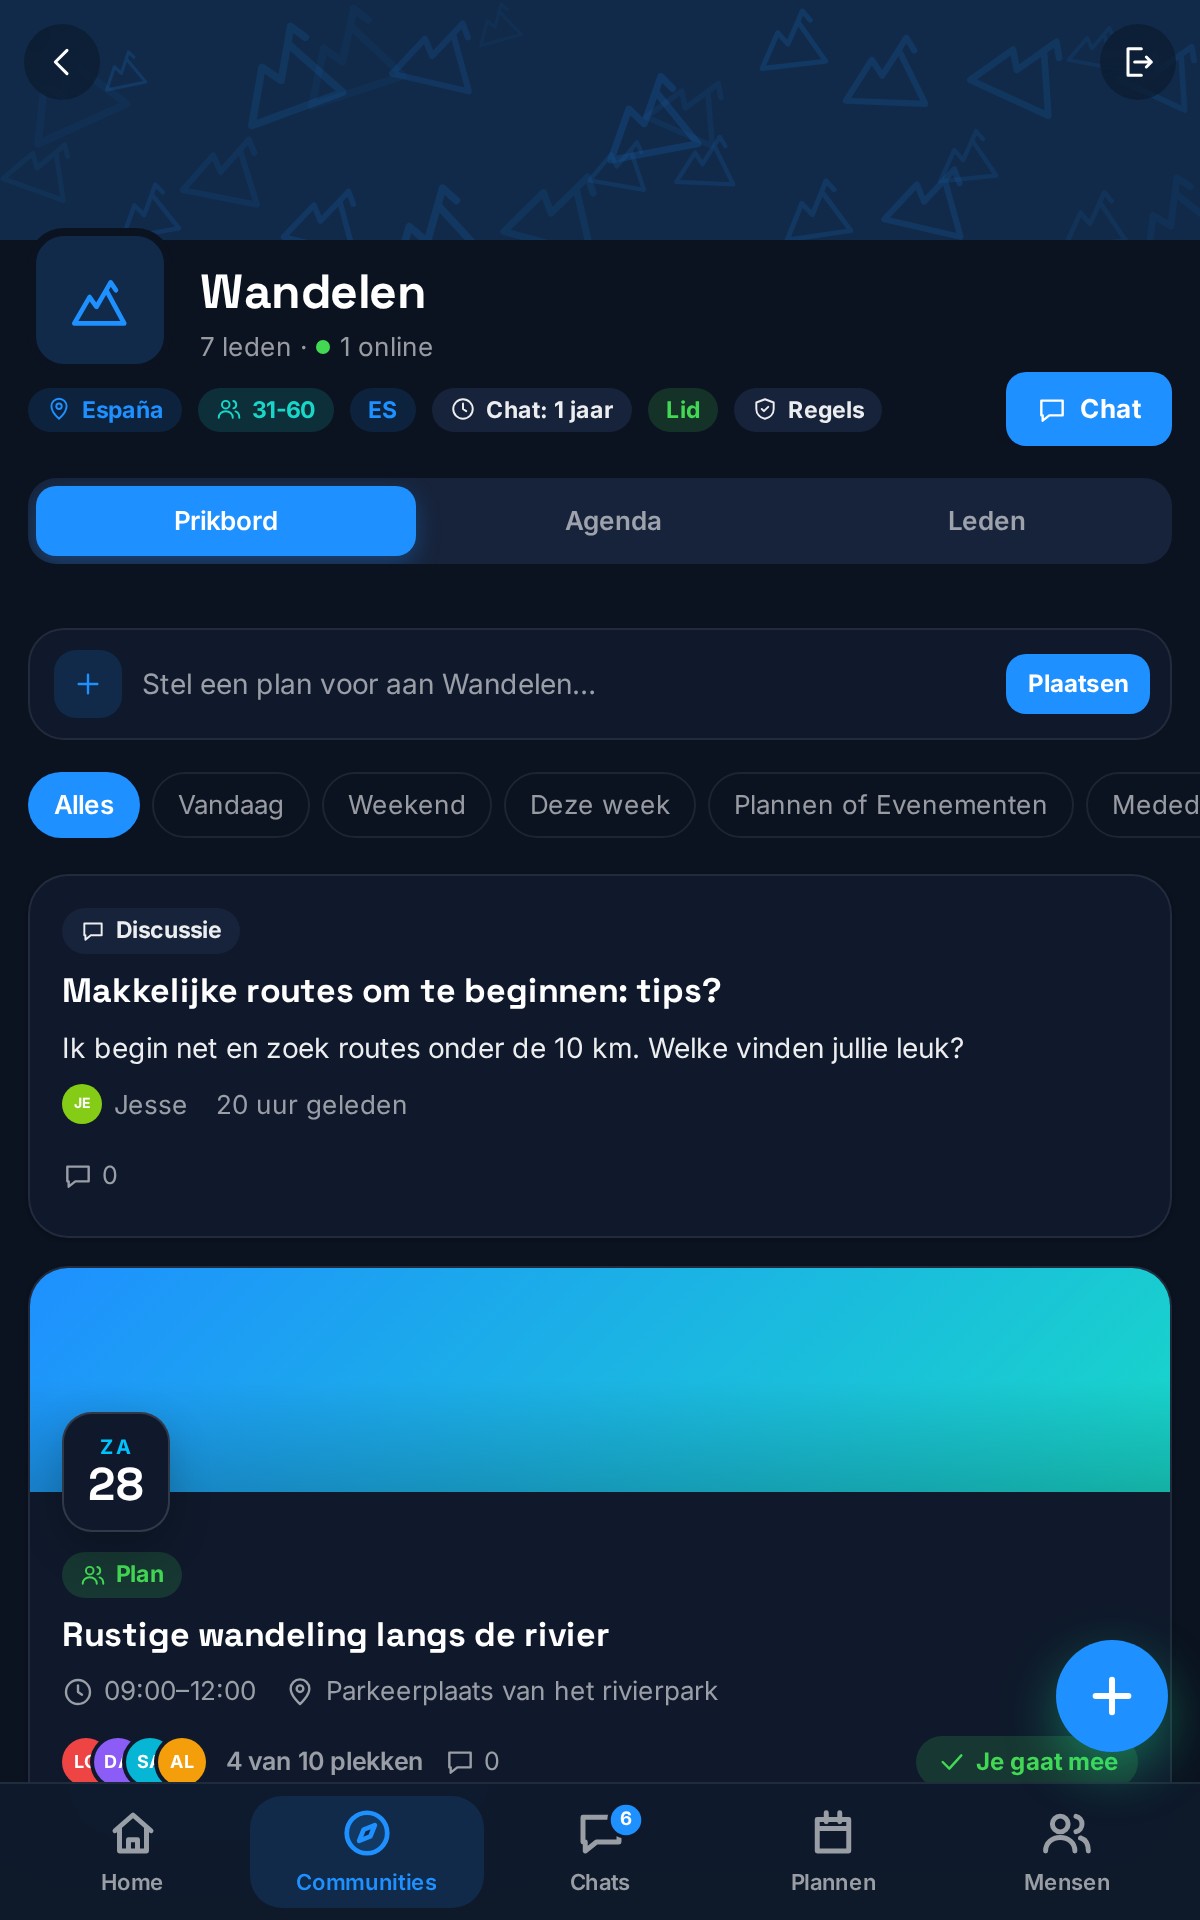 Wandelen
7 leden · 1 online
España 31-60 ES Chat: 1 jaar Lid Regels Chat
Prikbord Agenda Leden
Stel een plan voor aan Wandelen... Plaatsen
Alles Vandaag Weekend Deze week Plannen of Evenementen Meded
Discussie
Makkelijke routes om te beginnen: tips?
Ik begin net en zoek routes onder de 10 km. Welke vinden jullie leuk?
JE Jesse 20 uur geleden
0
ZA
28
Plan
Rustige wandeling langs de rivier
09:00–12:00 Parkeerplaats van het rivierpark
AL 4 van 10 plekken 0 Je gaat mee
6
Home Communities Chats Plannen Mensen